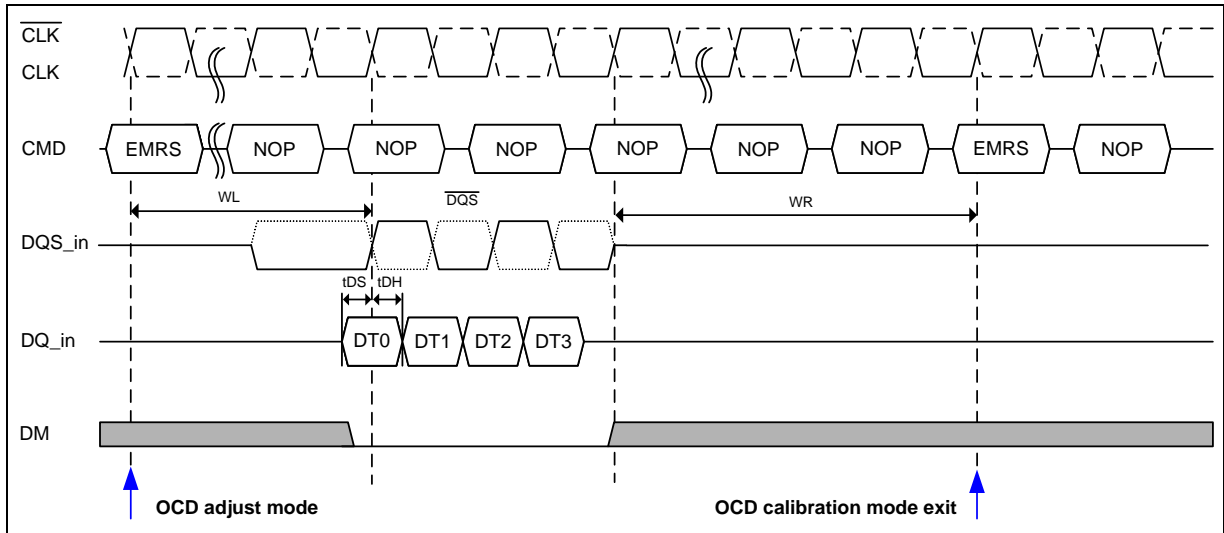 CLK
CLK
CMD EMRS NOP NOP NOP NOP NOP NOP EMRS NOP
WL DQS WR
DQS_in
tDS tDH
DQ_in DT0 DT1 DT2 DT3
DM
OCD adjust mode OCD calibration mode exit